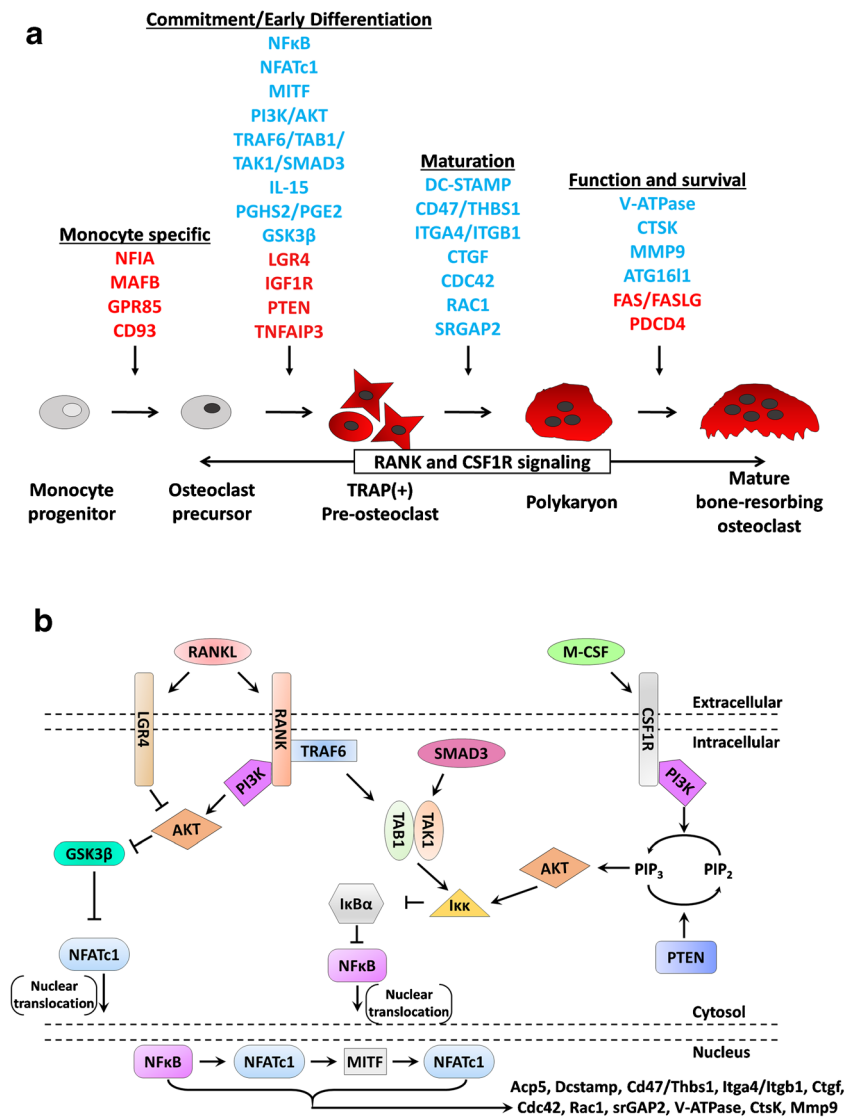 a
Commitment/Early Differentiation
NFκB
NFATc1
MITF
PI3K/AKT
TRAF6/TAB1/
TAK1/SMAD3
IL-15
PGHS2/PGE2
GSK3β
LGR4
IGF1R
PTEN
TNFAIP3
Monocyte specific
NFIA
MAFB
GPR85
CD93
Maturation
DC-STAMP
CD47/THBS1
ITGA4/ITGB1
CTGF
CDC42
RAC1
SRGAP2
Function and survival
V-ATPase
CTSK
MMP9
ATG16l1
FAS/FASLG
PDCD4
RANK and CSF1R signaling
Monocyte
progenitor
Osteoclast
precursor
TRAP(+)
Pre-osteoclast
Polykaryon
Mature
bone-resorbing
osteoclast
b
RANKL
M-CSF
LGR4
RANK
CSF1R
Extracellular
Intracellular
TRAF6
SMAD3
PI3K
PI3K
AKT
TAB1
TAK1
GSK3β
AKT
PIP3
PIP2
IκBα
Iκκ
NFATc1
NFκB
PTEN
Nuclear
translocation
Nuclear
translocation
Cytosol
Nucleus
NFκB
NFATc1
MITF
NFATc1
Acp5, Dcstamp, Cd47/Thbs1, Itga4/Itgb1, Ctgf,
Cdc42, Rac1, srGAP2, V-ATPase, CtsK, Mmp9